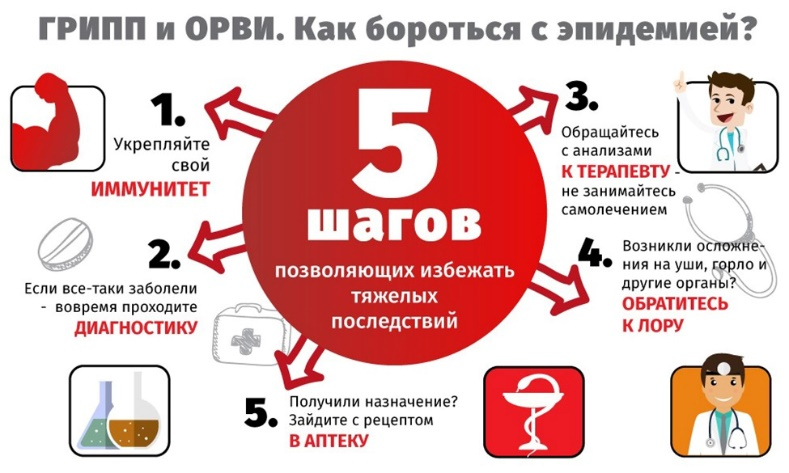 ГРИПП и ОРВИ. Как бороться с эпидемией?
5
шагов
позволяющих избежать
тяжелых
последствий
1.
Укрепляйте
свой
ИММУНИТЕТ
2.
Если все-таки заболели
- вовремя проходите
ДИАГНОСТИКУ
3.
Обращайтесь
с анализами
К ТЕРАПЕВТУ -
не занимайтесь
самолечением
4.
Возникли осложне-
ния на уши, горло и
другие органы?
ОБРАТИТЕСЬ
К ЛОРУ
5.
Получили назначение?
Зайдите с рецептом
В АПТЕКУ